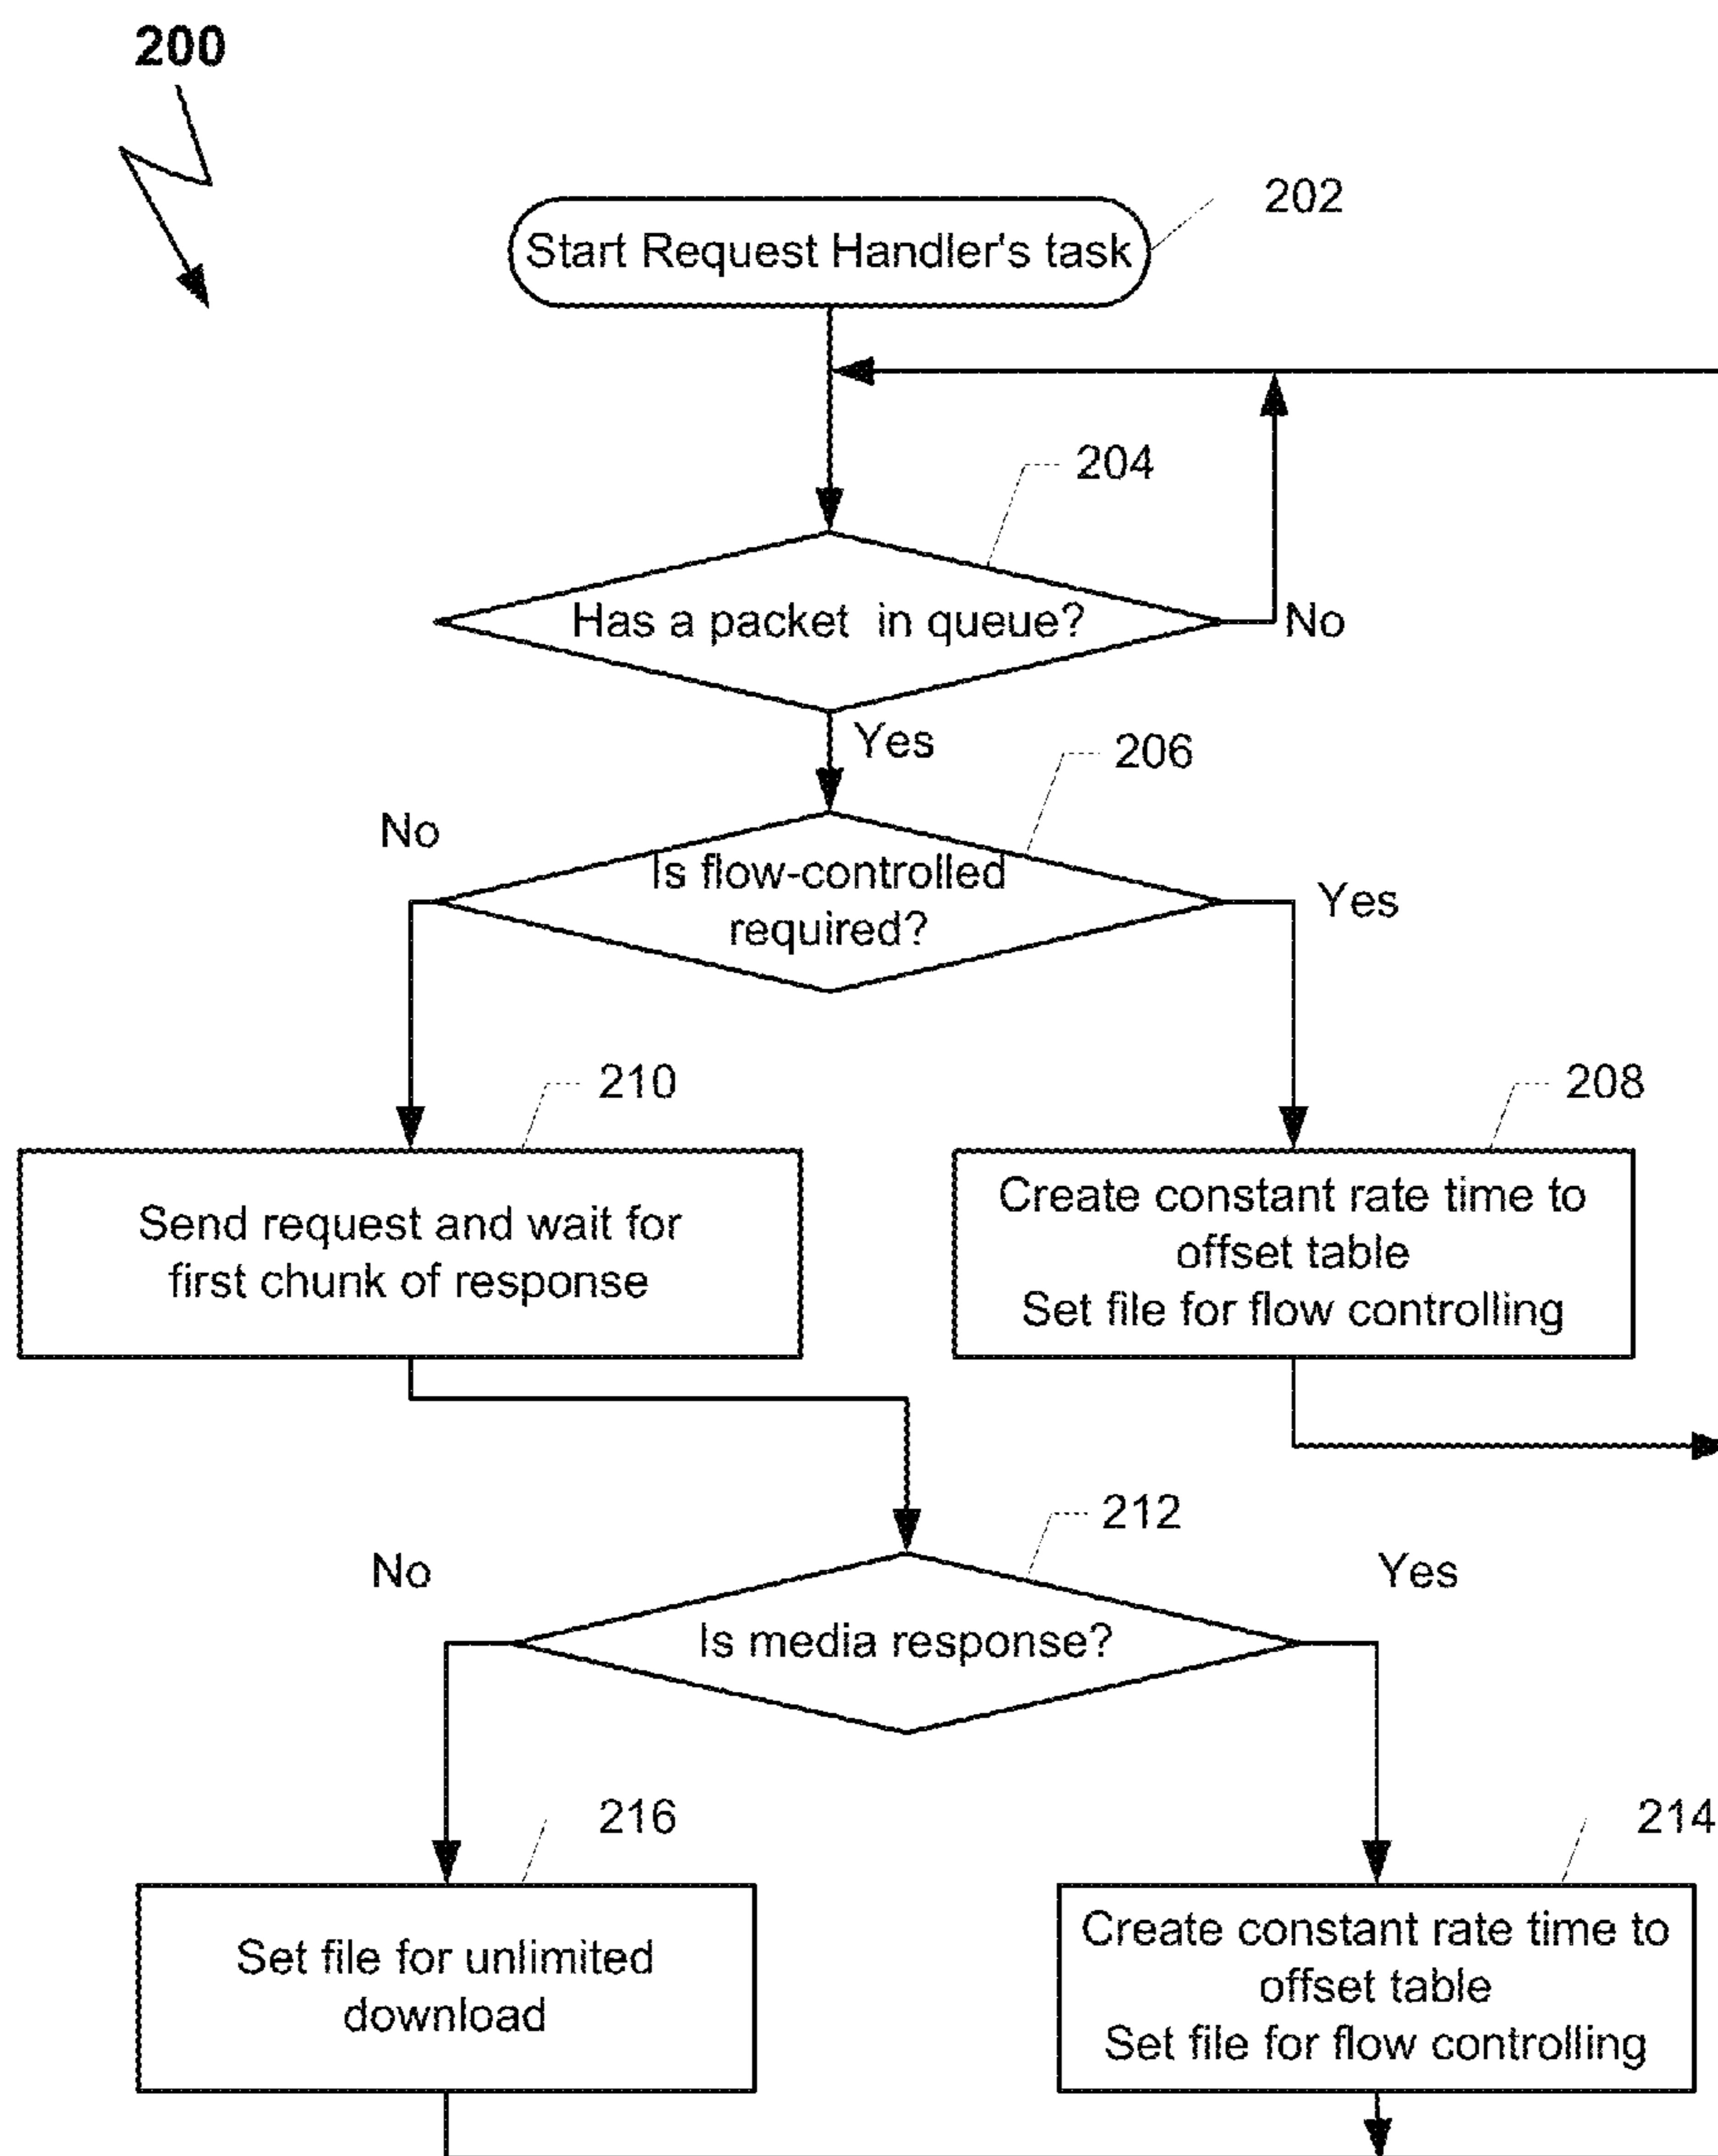 200
202
Start Request Handler's task
204
Has a packet in queue?
No
Yes
206
No
Is flow-controlled
required?
Yes
210
208
Send request and wait for
first chunk of response
Create constant rate time to
offset table
Set file for flow controlling
212
No
Yes
Is media response?
216
214
Set file for unlimited
download
Create constant rate time to
offset table
Set file for flow controlling